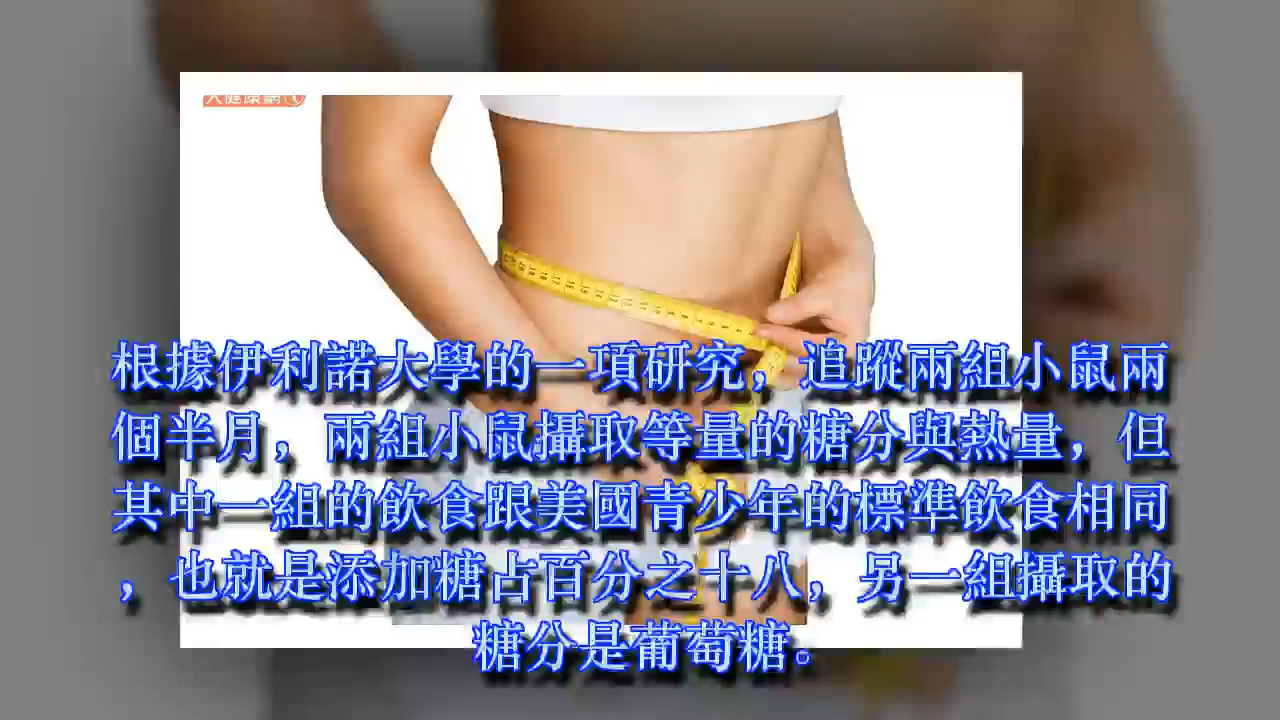 大健康網
根據伊利諾大學的一項研究，追蹤兩組小鼠兩
個半月，兩組小鼠攝取等量的糖分與熱量，但
其中一組的飲食跟美國青少年的標準飲食相同
，也就是添加糖占百分之十八，另一組攝取的
糖分是葡萄糖。